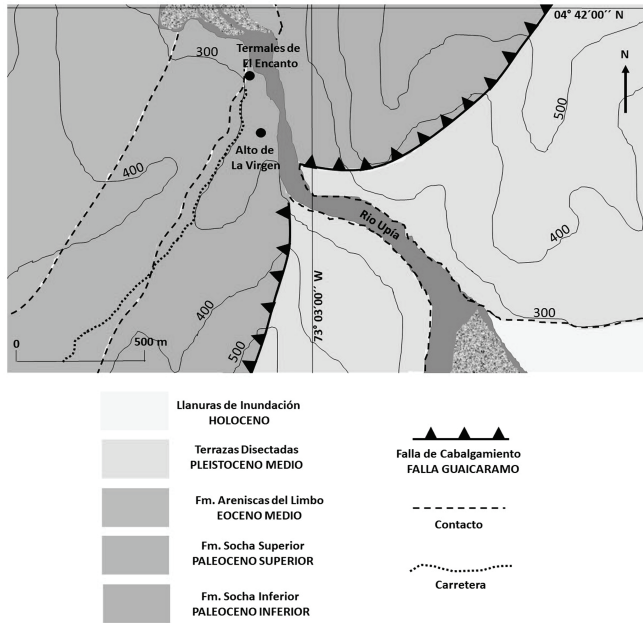 04° 42´00´´ N
Termales de
El Encanto
300
N
500
Alto de
La Virgen
400
Rio Upía
400
73° 03´00´´ W
400
300
500
0
500 m
Llanuras de Inundación
HOLOCENO
Terrazas Disectadas
PLEISTOCENO MEDIO
Fm. Areniscas del Limbo
EOCENO MEDIO
Fm. Socha Superior
PALEOCENO SUPERIOR
Fm. Socha Inferior
PALEOCENO INFERIOR
Falla de Cabalgamiento
FALLA GUAICARAMO
Contacto
Carretera